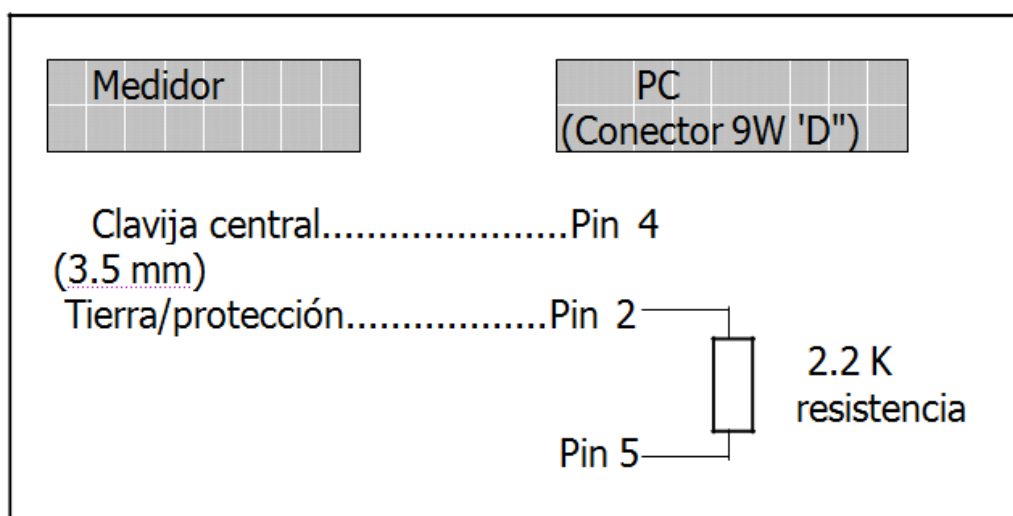 Medidor
PC
(Conector 9W 'D")
Clavija central......................Pin 4
(3.5 mm)
Tierra/protección..................Pin 2
2.2 K
resistencia
Pin 5